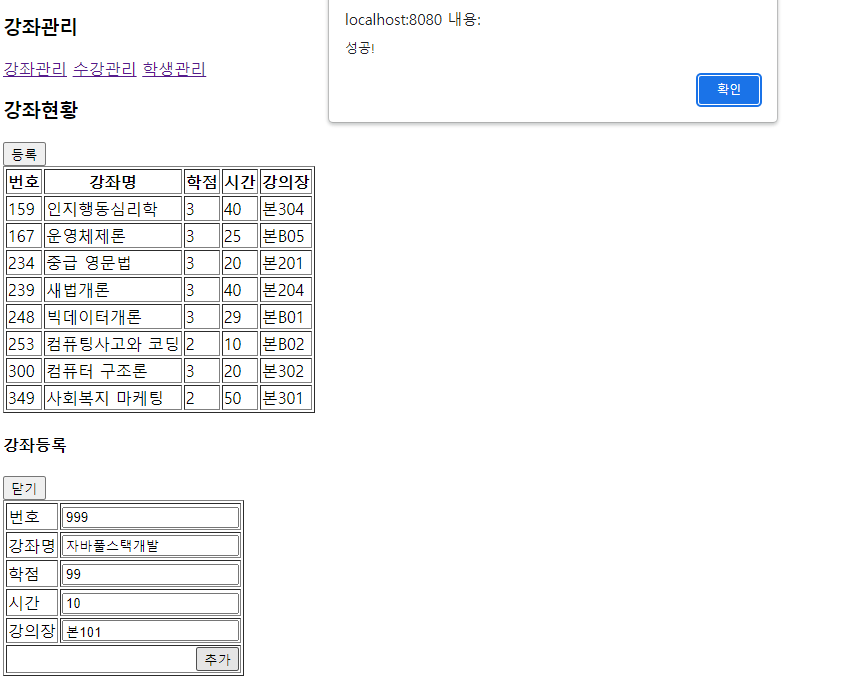 강좌관리
강좌관리 수강관리 학생관리
강좌현황
등록
번호 강좌명 학점 시간 강의장
159 인지행동심리학 3 40 본304
167 운영체제론 3 25 본B05
234 중급 영문법 3 20 본201
239 새법개론 3 40 본204
248 빅데이터개론 3 29 본B01
253 컴퓨팅사고와 코딩 2 10 본B02
300 컴퓨터 구조론 3 20 본302
349 사회복지 마케팅 2 50 본301
강좌등록
닫기
번호 999
강좌명 자바풀스택개발
학점 99
시간 10
강의장 본101
추가
localhost:8080 내용:
성공!
확인